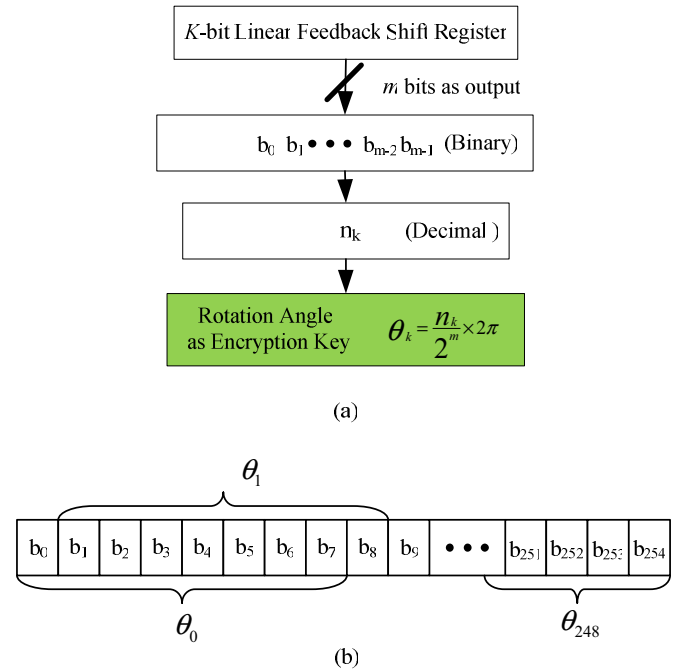 K-bit Linear Feedback Shift Register
m bits as output
b0 b1 ••• bm-2 bm-1 (Binary)
nk (Decimal)
Rotation Angle
as Encryption Key
θk = nk/2^m × 2π
(a)
θ1
b0 b1 b2 b3 b4 b5 b6 b7 b8 b9 ••• b251 b252 b253 b254
θ0 θ248
(b)